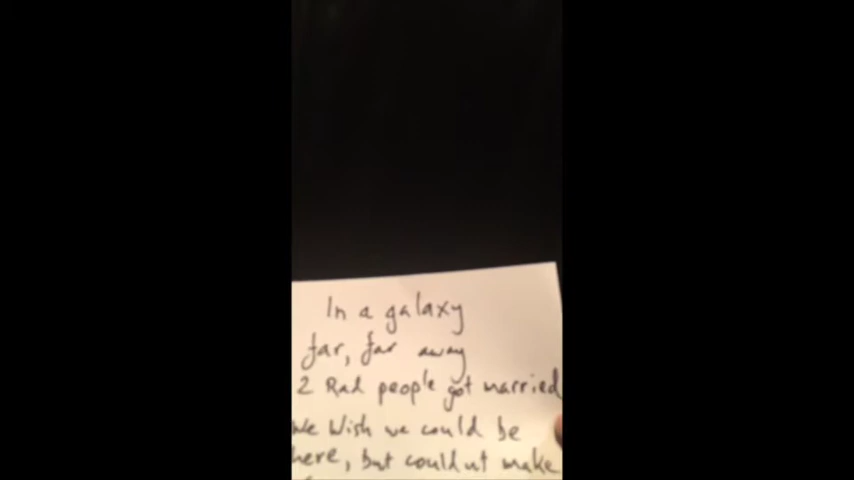 In a galaxy
far, far away
2 Rad people got married
We Wish we could be
here, but couldnt make